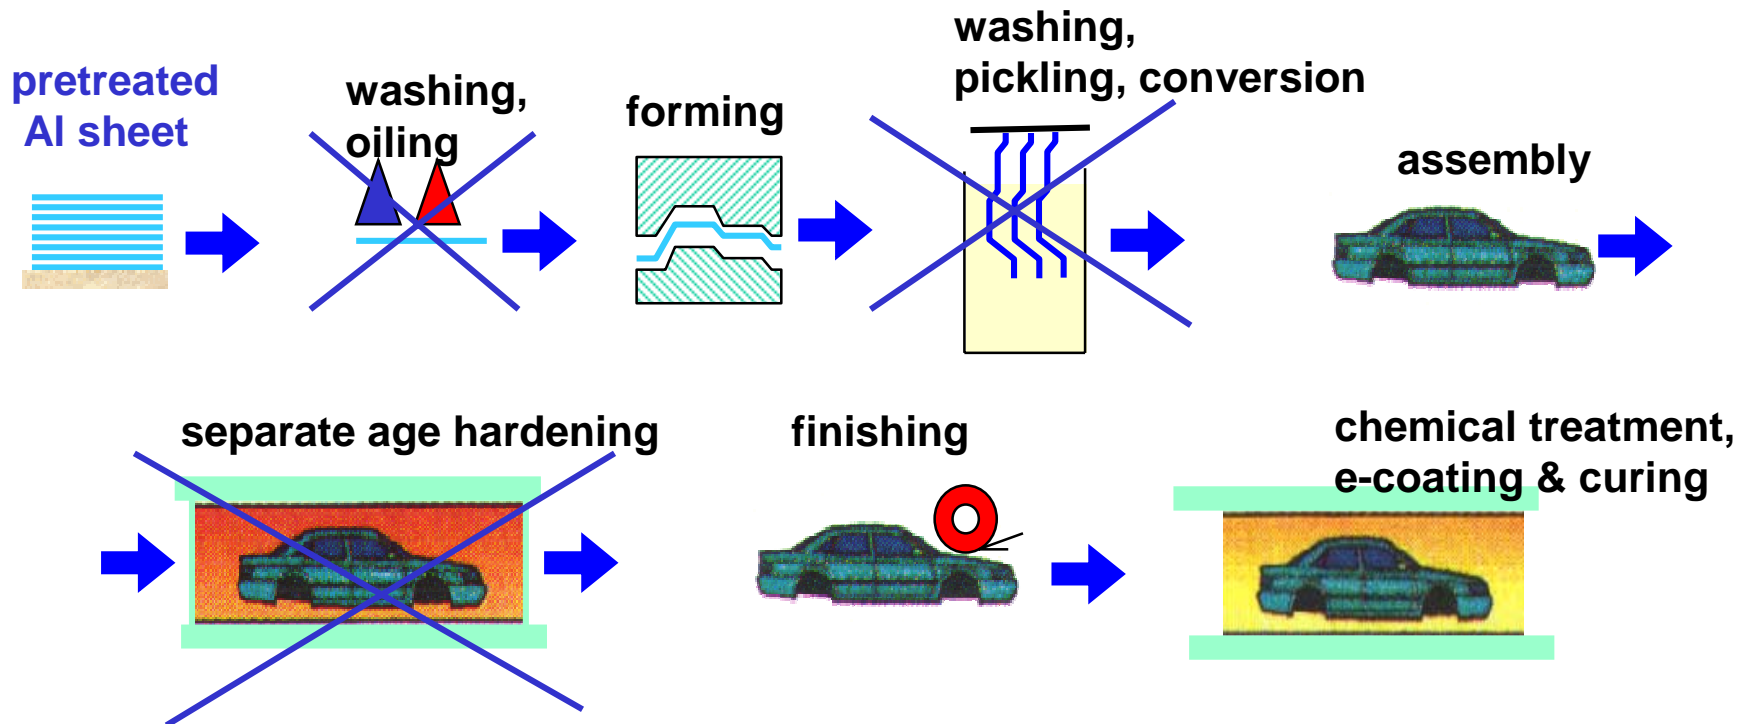 pretreated
Al sheet
washing,
oiling
forming
washing,
pickling, conversion
assembly
separate age hardening
finishing
chemical treatment,
e-coating & curing